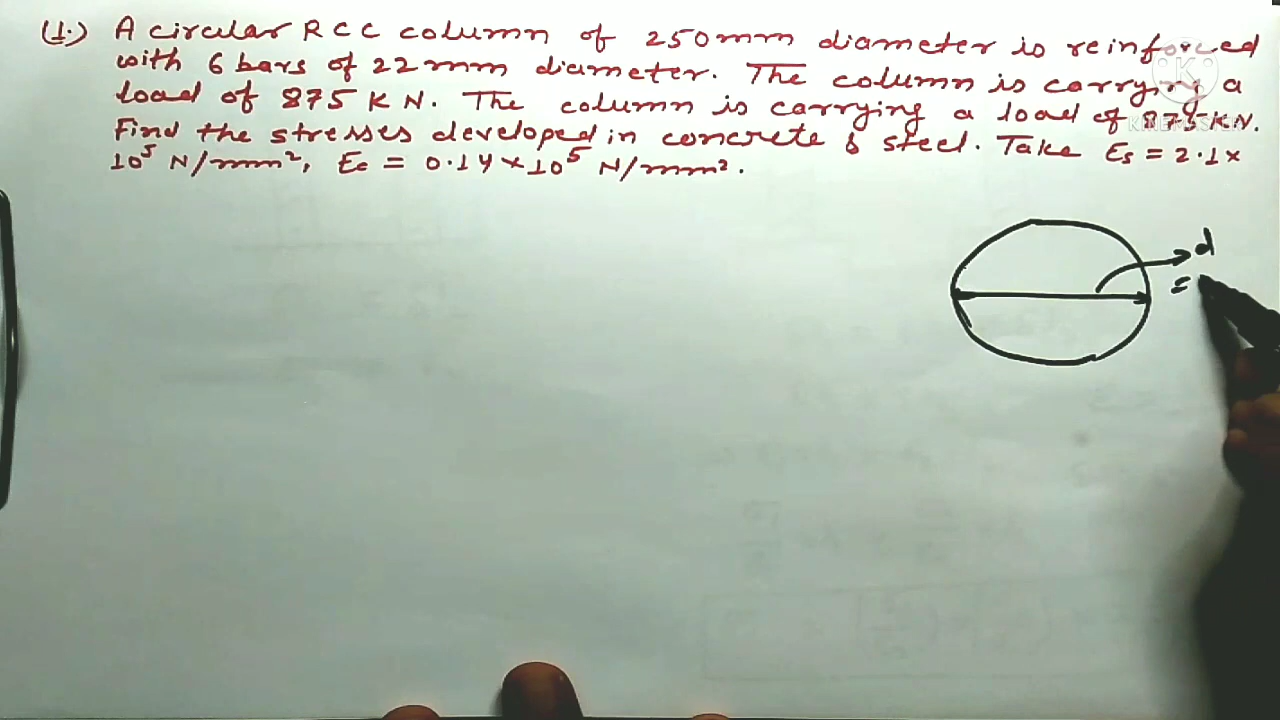 (1.) A circular RCC column of 250mm diameter is reinforced
with 6 bars of 22mm diameter. The column is carrying a
load of 875 KN. The column is carrying a load of 875 KN.
Find the stresses developed in concrete & steel. Take Es = 2.1×
10⁵ N/mm², Ec = 0.14×10⁵ N/mm².
d
=